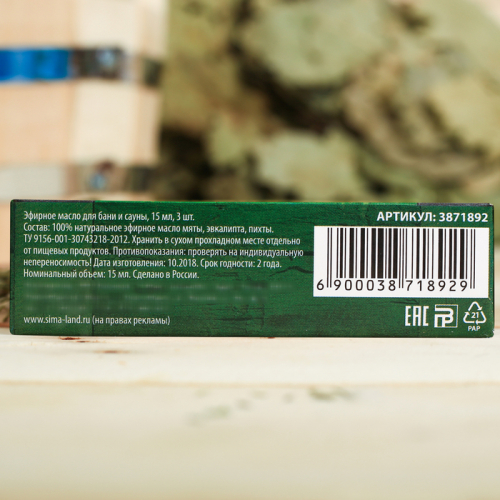 Эфирное масло для бани и сауны, 15 мл, 3 шт.
Состав: 100% натуральное эфирное масло мяты, эвкалипта, пихты.
ТУ 9156-001-30743218-2012. Хранить в сухом прохладном месте отдельно
от пищевых продуктов. Противопоказания: проверять на индивидуальную
непереносимость! Дата изготовления: 10.2018. Срок годности: 2 года.
Номинальный объем: 15 мл. Сделано в России.
www.sima-land.ru (на правах рекламы)
АРТИКУЛ: 3871892
6 900038 718929
ЕАС
21
PAP